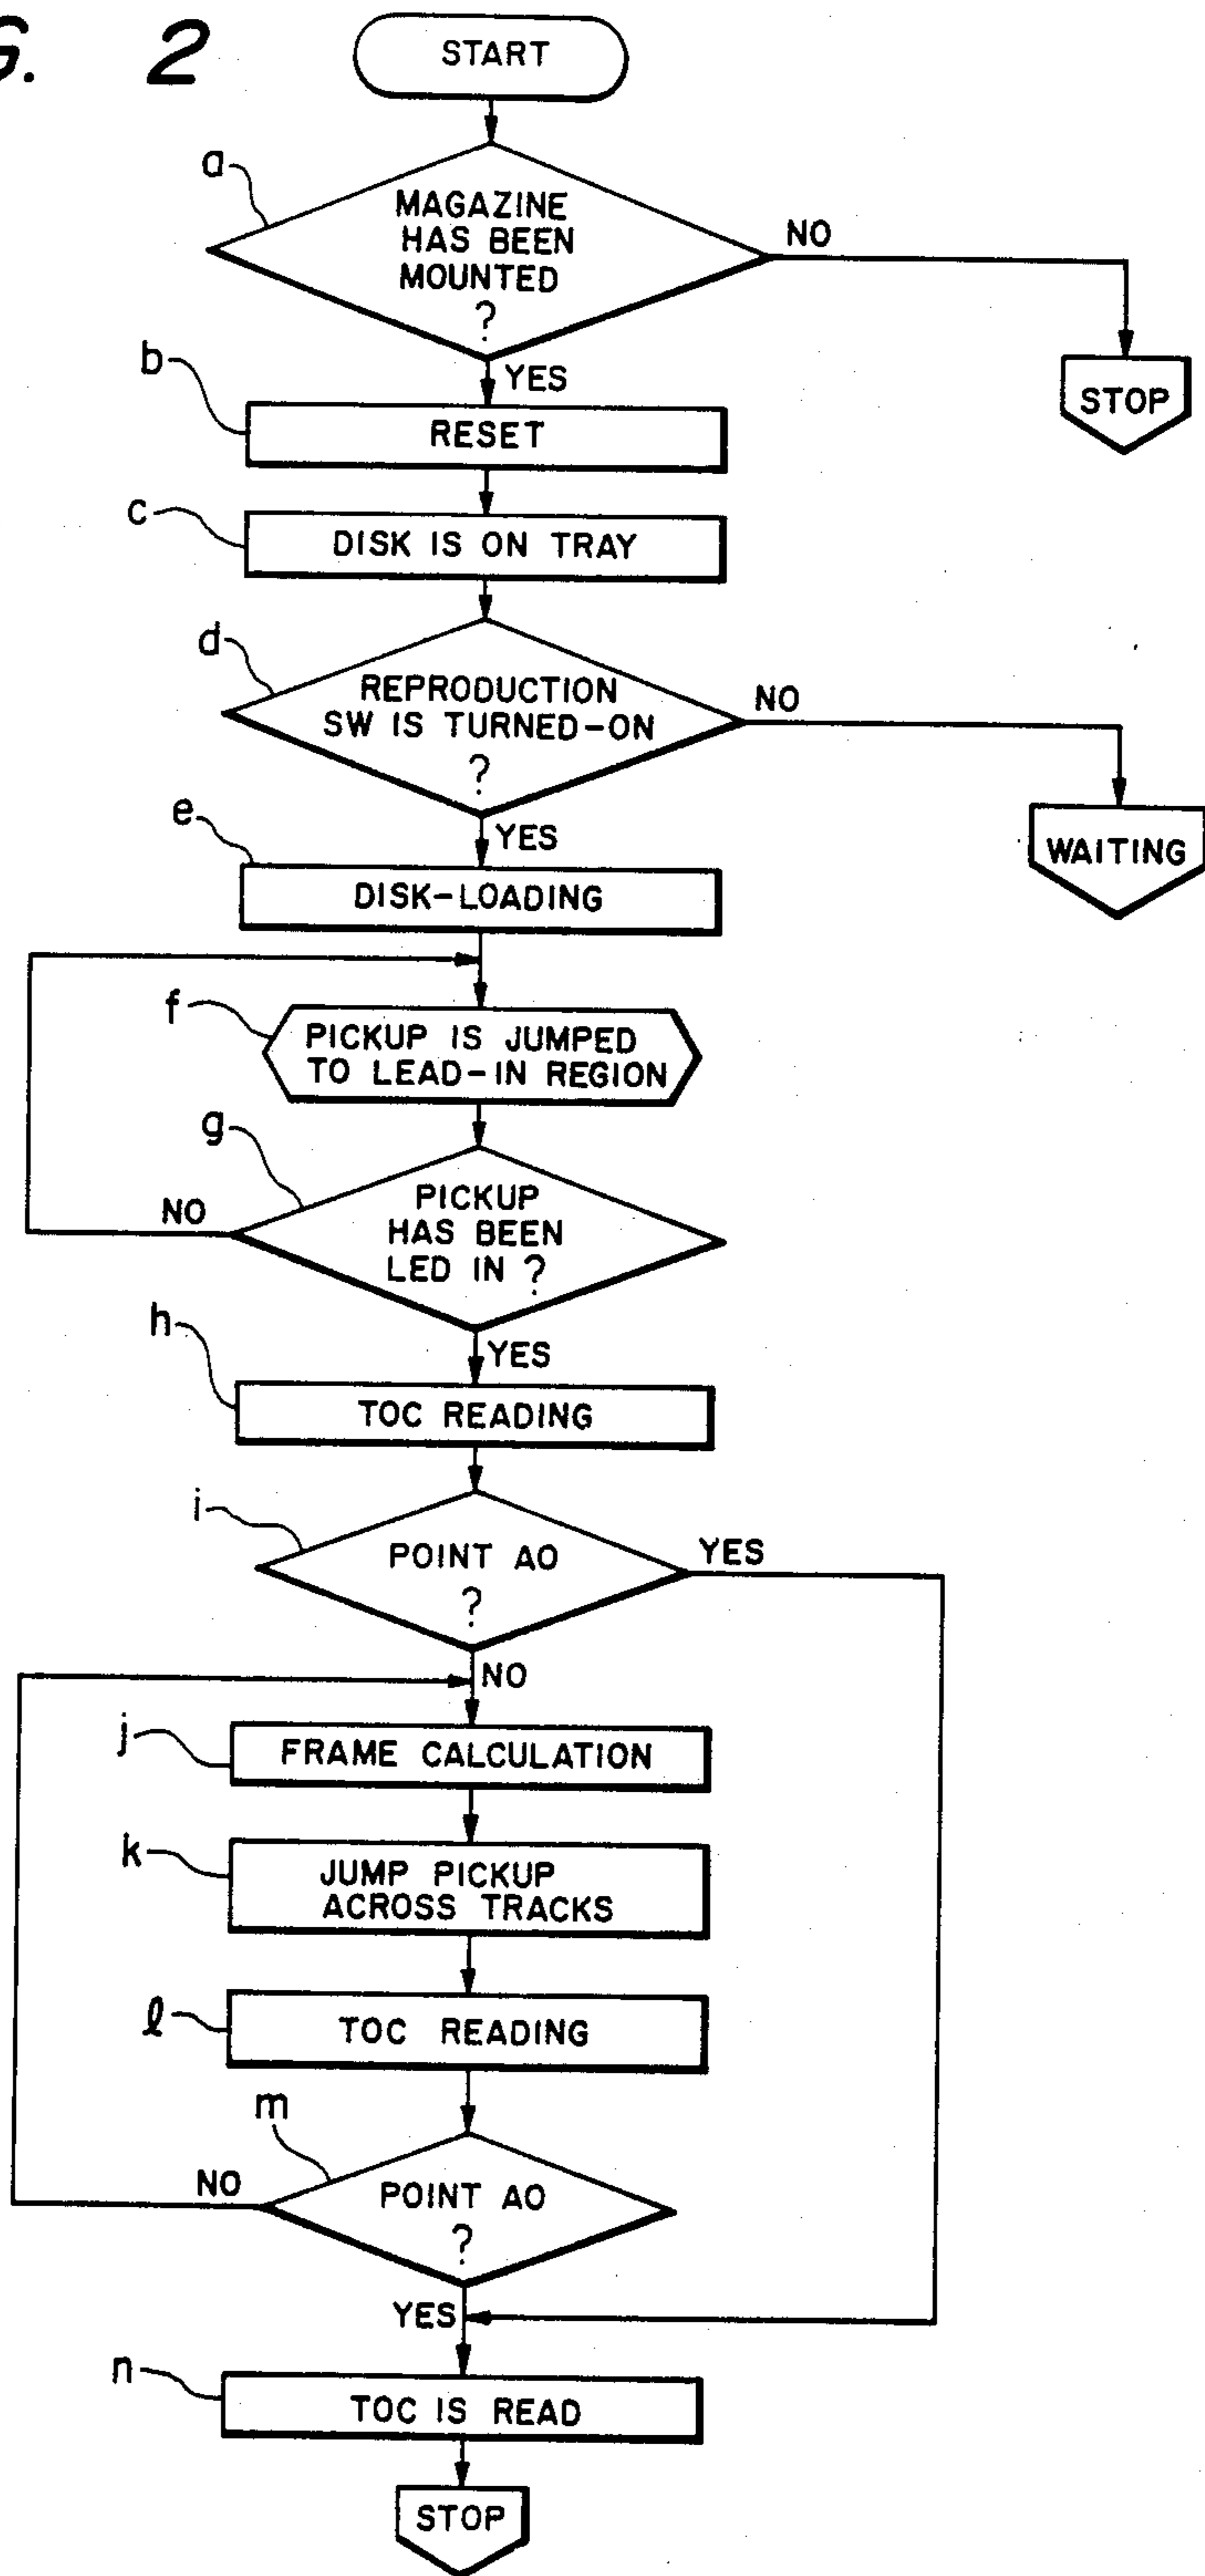 G. 2
START
a
MAGAZINE
HAS BEEN
MOUNTED
?
NO
STOP
YES
b
RESET
c
DISK IS ON TRAY
d
REPRODUCTION
SW IS TURNED-ON
?
NO
WAITING
YES
e
DISK-LOADING
f
PICKUP IS JUMPED
TO LEAD-IN REGION
g
PICKUP
HAS BEEN
LED IN ?
NO
YES
h
TOC READING
i
POINT AO
?
YES
NO
j
FRAME CALCULATION
k
JUMP PICKUP
ACROSS TRACKS
ℓ
TOC READING
m
POINT AO
?
NO
YES
n
TOC IS READ
STOP